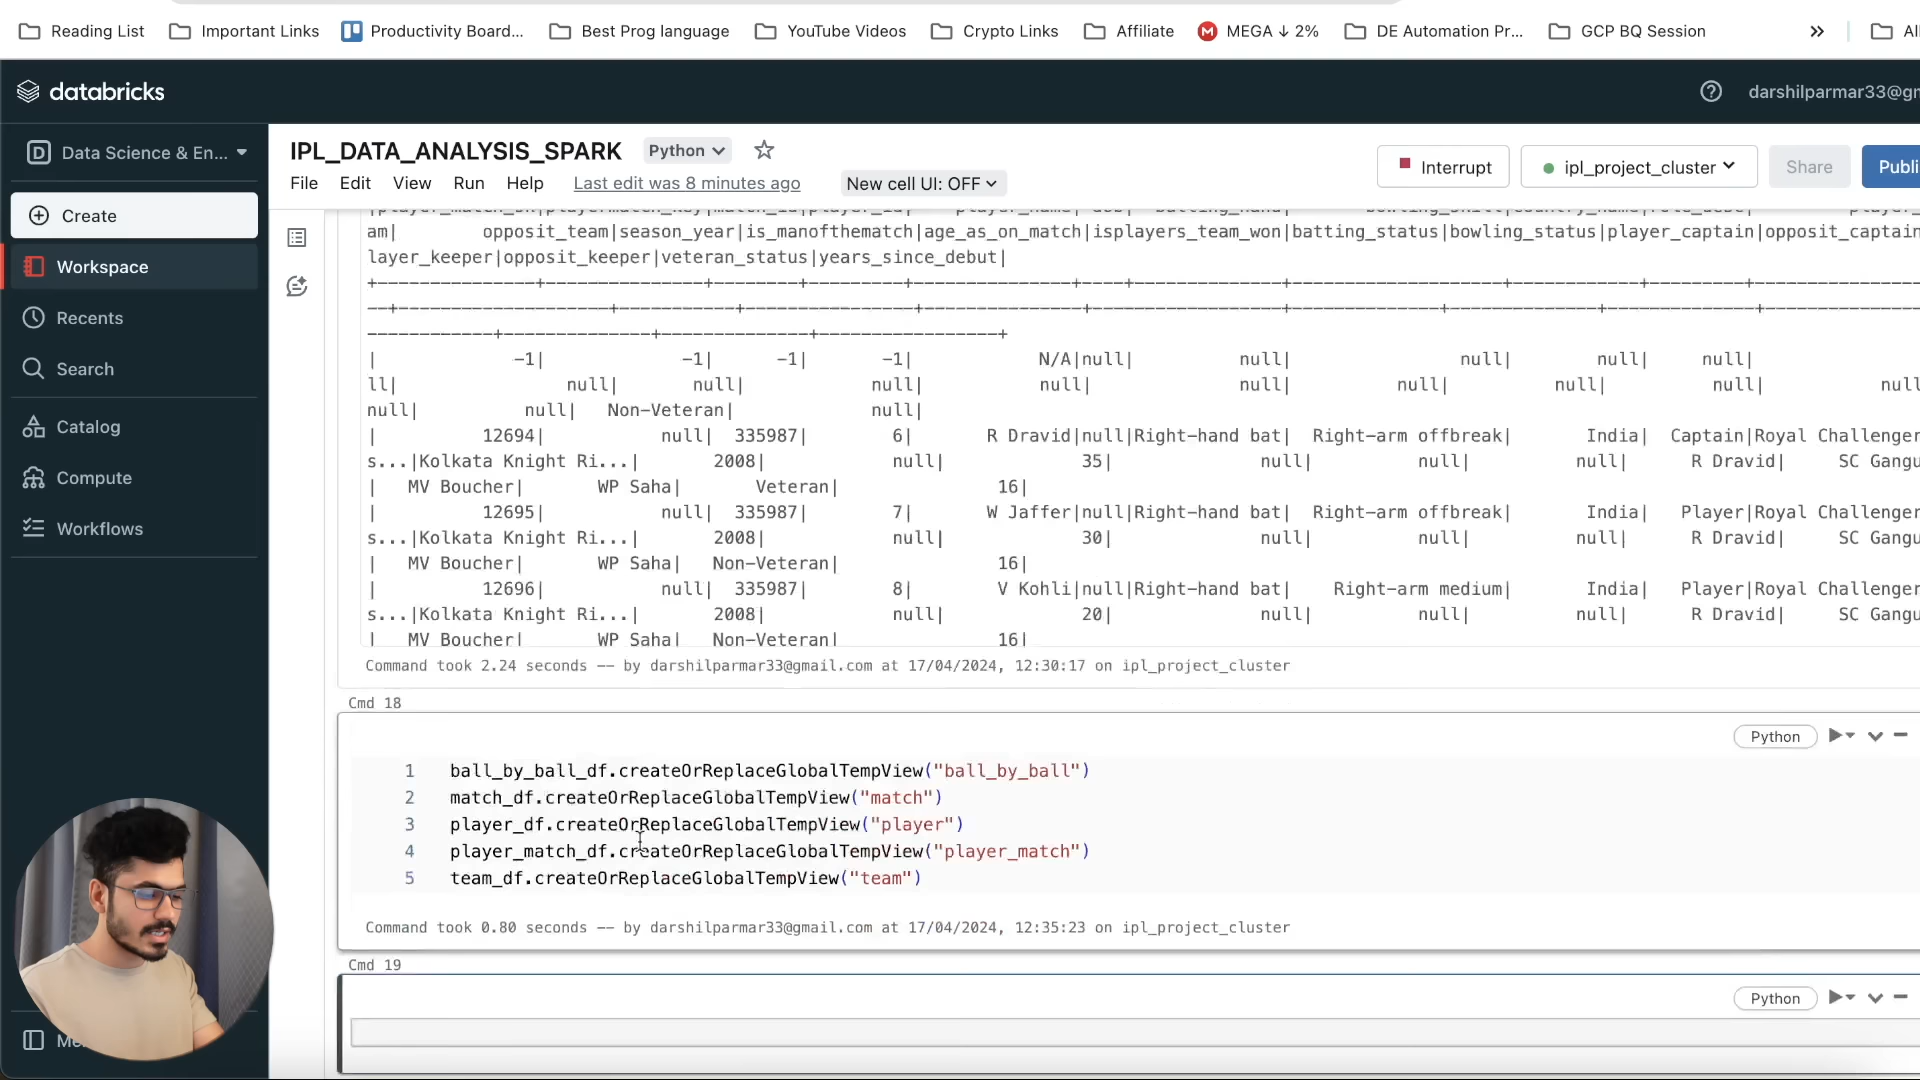 Reading List
Important Links
Productivity Board...
Best Prog language
YouTube Videos
Crypto Links
Affiliate
MEGA ↓ 2%
DE Automation Pr...
GCP BQ Session
databricks
darshilparmar33@gm
Data Science & En...
Create
Workspace
Recents
Search
Catalog
Compute
Workflows
IPL_DATA_ANALYSIS_SPARK
Python
File Edit View Run Help Last edit was 8 minutes ago New cell UI: OFF
Interrupt
ipl_project_cluster
Share
am| opposit_team|season_year|is_manofthematch|age_as_on_match|isplayers_team_won|batting_status|bowling_status|player_captain|opposit_captain
layer_keeper|opposit_keeper|veteran_status|years_since_debut|
| -1| -1| -1| -1| N/A|null| null| null| null| null|
ll| null| null| null| null| null| null| null| null| null
null| null| Non-Veteran| null|
| 12694| null| 335987| 6| R Dravid|null|Right-hand bat| Right-arm offbreak| India| Captain|Royal Challenger
s...|Kolkata Knight Ri...| 2008| null| 35| null| null| null| R Dravid| SC Gangu
| MV Boucher| WP Saha| Veteran| 16|
| 12695| null| 335987| 7| W Jaffer|null|Right-hand bat| Right-arm offbreak| India| Player|Royal Challenger
s...|Kolkata Knight Ri...| 2008| null| 30| null| null| null| R Dravid| SC Gangu
| MV Boucher| WP Saha| Non-Veteran| 16|
| 12696| null| 335987| 8| V Kohli|null|Right-hand bat| Right-arm medium| India| Player|Royal Challenger
s...|Kolkata Knight Ri...| 2008| null| 20| null| null| null| R Dravid| SC Gangu
| MV Boucher| WP Saha| Non-Veteran| 16|
Command took 2.24 seconds -- by darshilparmar33@gmail.com at 17/04/2024, 12:30:17 on ipl_project_cluster
Cmd 18
Python
1 ball_by_ball_df.createOrReplaceGlobalTempView("ball_by_ball")
2 match_df.createOrReplaceGlobalTempView("match")
3 player_df.createOrReplaceGlobalTempView("player")
4 player_match_df.createOrReplaceGlobalTempView("player_match")
5 team_df.createOrReplaceGlobalTempView("team")
Command took 0.80 seconds -- by darshilparmar33@gmail.com at 17/04/2024, 12:35:23 on ipl_project_cluster
Cmd 19
Python